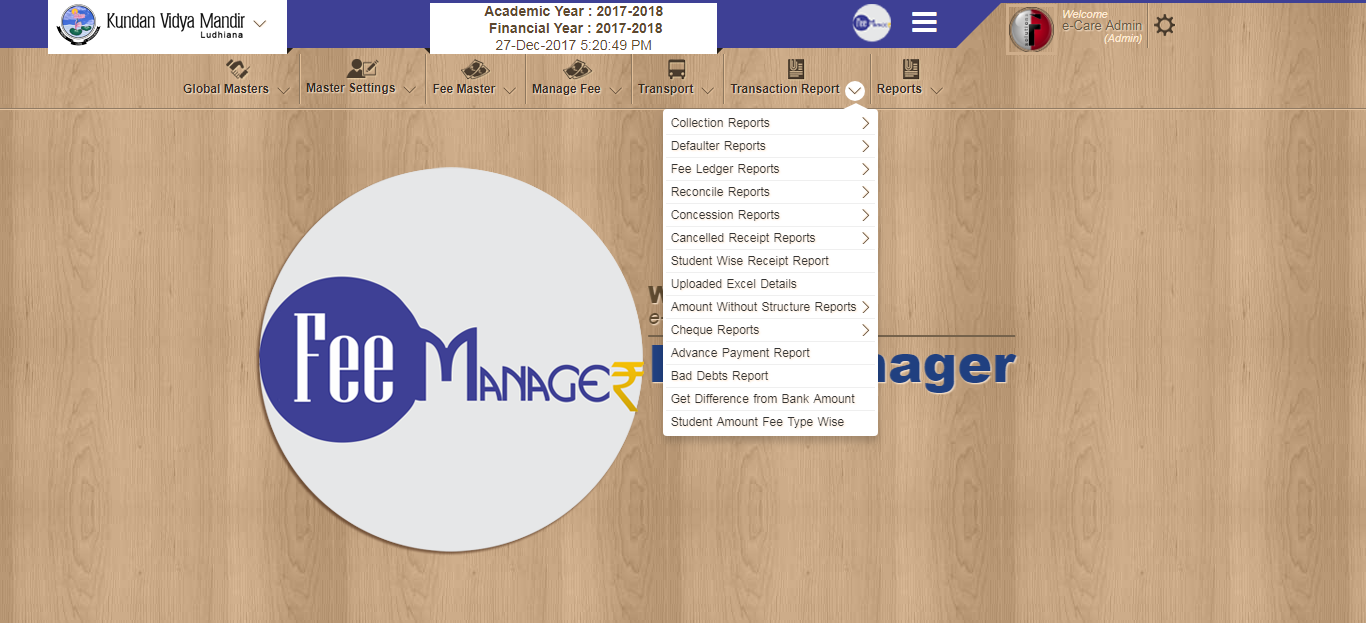 Kundan Vidya Mandir
Ludhiana
Academic Year : 2017-2018
Financial Year : 2017-2018
27-Dec-2017 5:20:49 PM
Welcome
e-Care Admin
(Admin)
Global Masters
Master Settings
Fee Master
Manage Fee
Transport
Transaction Report
Reports
Collection Reports
Defaulter Reports
Fee Ledger Reports
Reconcile Reports
Concession Reports
Cancelled Receipt Reports
Student Wise Receipt Report
Uploaded Excel Details
Amount Without Structure Reports
Cheque Reports
Advance Payment Report
Bad Debts Report
Get Difference from Bank Amount
Student Amount Fee Type Wise
Fee Manager
nager